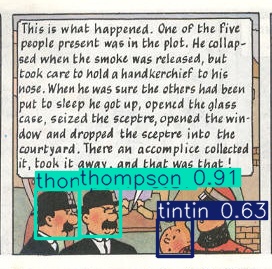 This is what happened. One of the five
people present was in the plot. He collap-
sed when the smoke was released, but
took care to hold a handkerchief to his
nose. When he was sure the others had been
put to sleep he got up, opened the glass
case, seized the sceptre, opened the win-
dow and dropped the sceptre into the
courtyard. There an accomplice collected
it, took it away, and that was that!
thompson 0.91
tintin 0.63